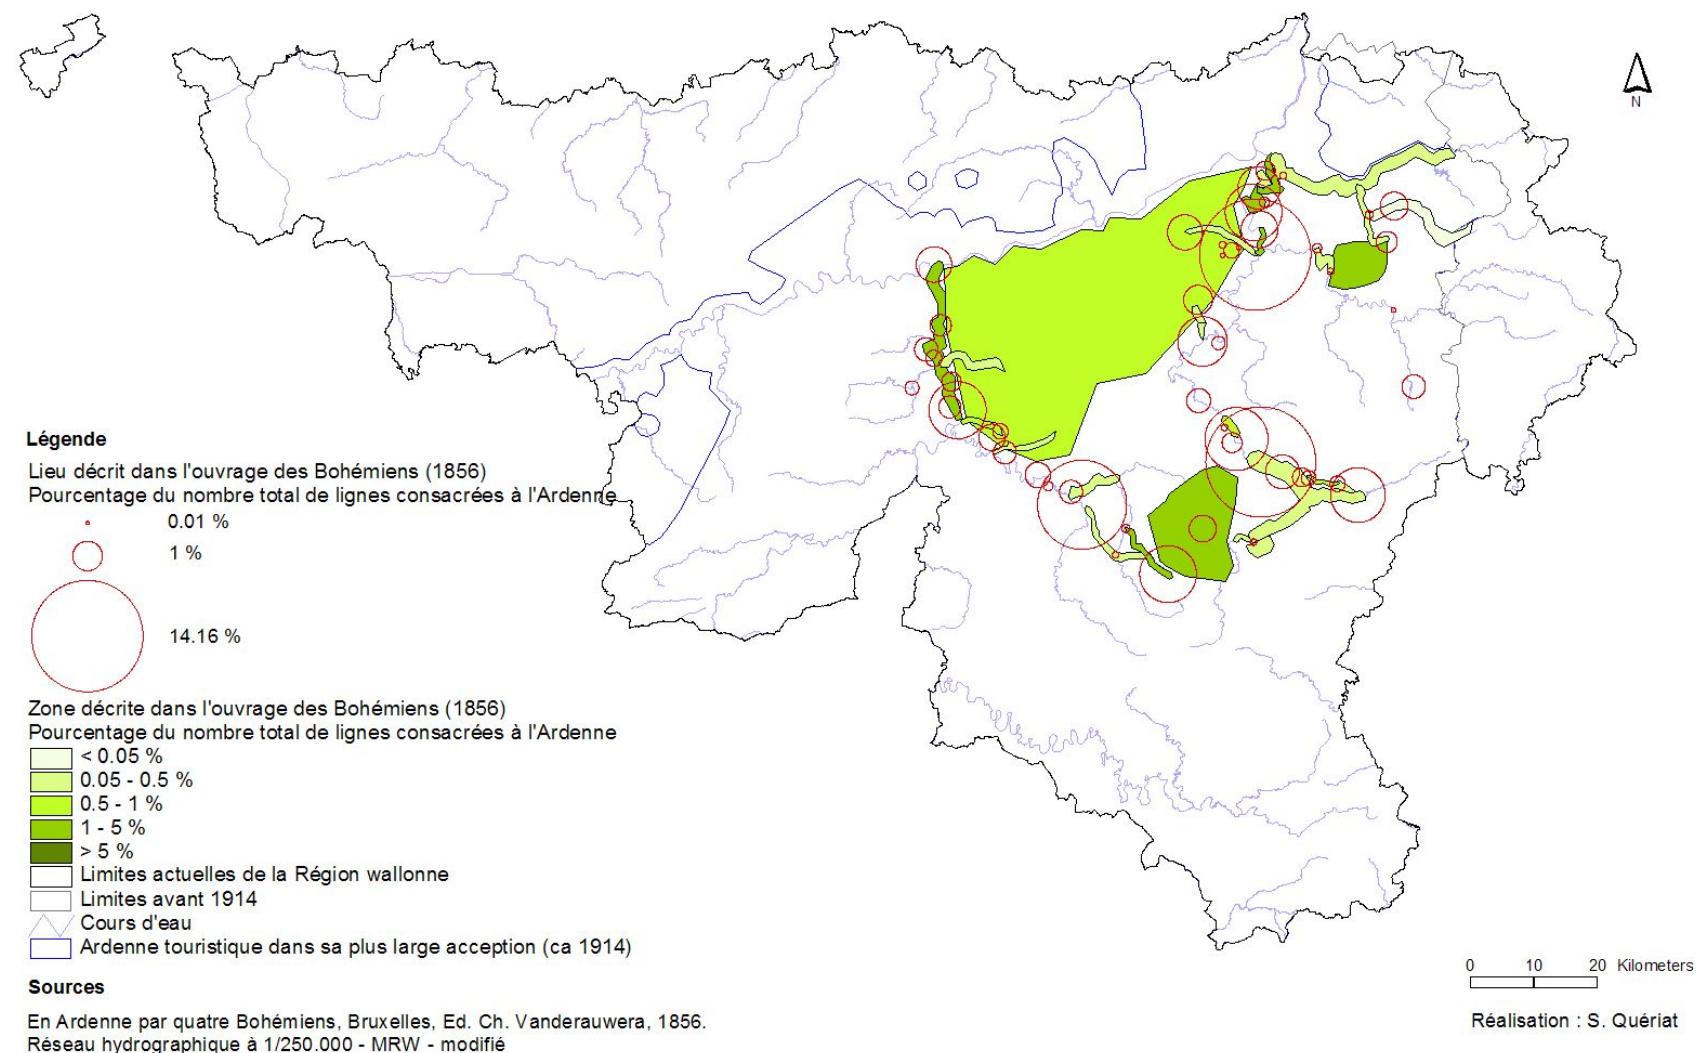 N
Légende
Lieu décrit dans l'ouvrage des Bohémiens (1856)
Pourcentage du nombre total de lignes consacrées à l'Ardenne
0.01 %
1 %
14.16 %
Zone décrite dans l'ouvrage des Bohémiens (1856)
Pourcentage du nombre total de lignes consacrées à l'Ardenne
< 0.05 %
0.05 - 0.5 %
0.5 - 1 %
1 - 5 %
> 5 %
Limites actuelles de la Région wallonne
Limites avant 1914
Cours d'eau
Ardenne touristique dans sa plus large acception (ca 1914)
Sources
En Ardenne par quatre Bohémiens, Bruxelles, Ed. Ch. Vanderauwera, 1856.
Réseau hydrographique à 1/250.000 - MRW - modifié
0 10 20 Kilometers
Réalisation : S. Quériat